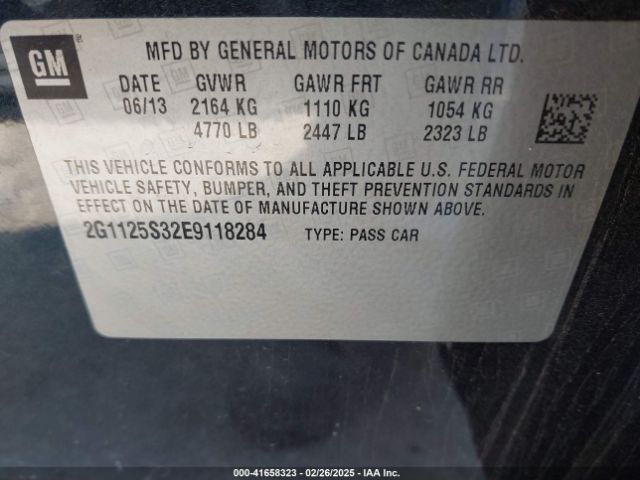 GM
MFD BY GENERAL MOTORS OF CANADA LTD.
DATE GVWR GAWR FRT GAWR RR
06/13 2164 KG 1110 KG 1054 KG
4770 LB 2447 LB 2323 LB
THIS VEHICLE CONFORMS TO ALL APPLICABLE U.S. FEDERAL MOTOR
VEHICLE SAFETY, BUMPER, AND THEFT PREVENTION STANDARDS IN
EFFECT ON THE DATE OF MANUFACTURE SHOWN ABOVE.
2G1125S32E9118284 TYPE: PASS CAR
000-41658323 - 02/26/2025 - IAA Inc.